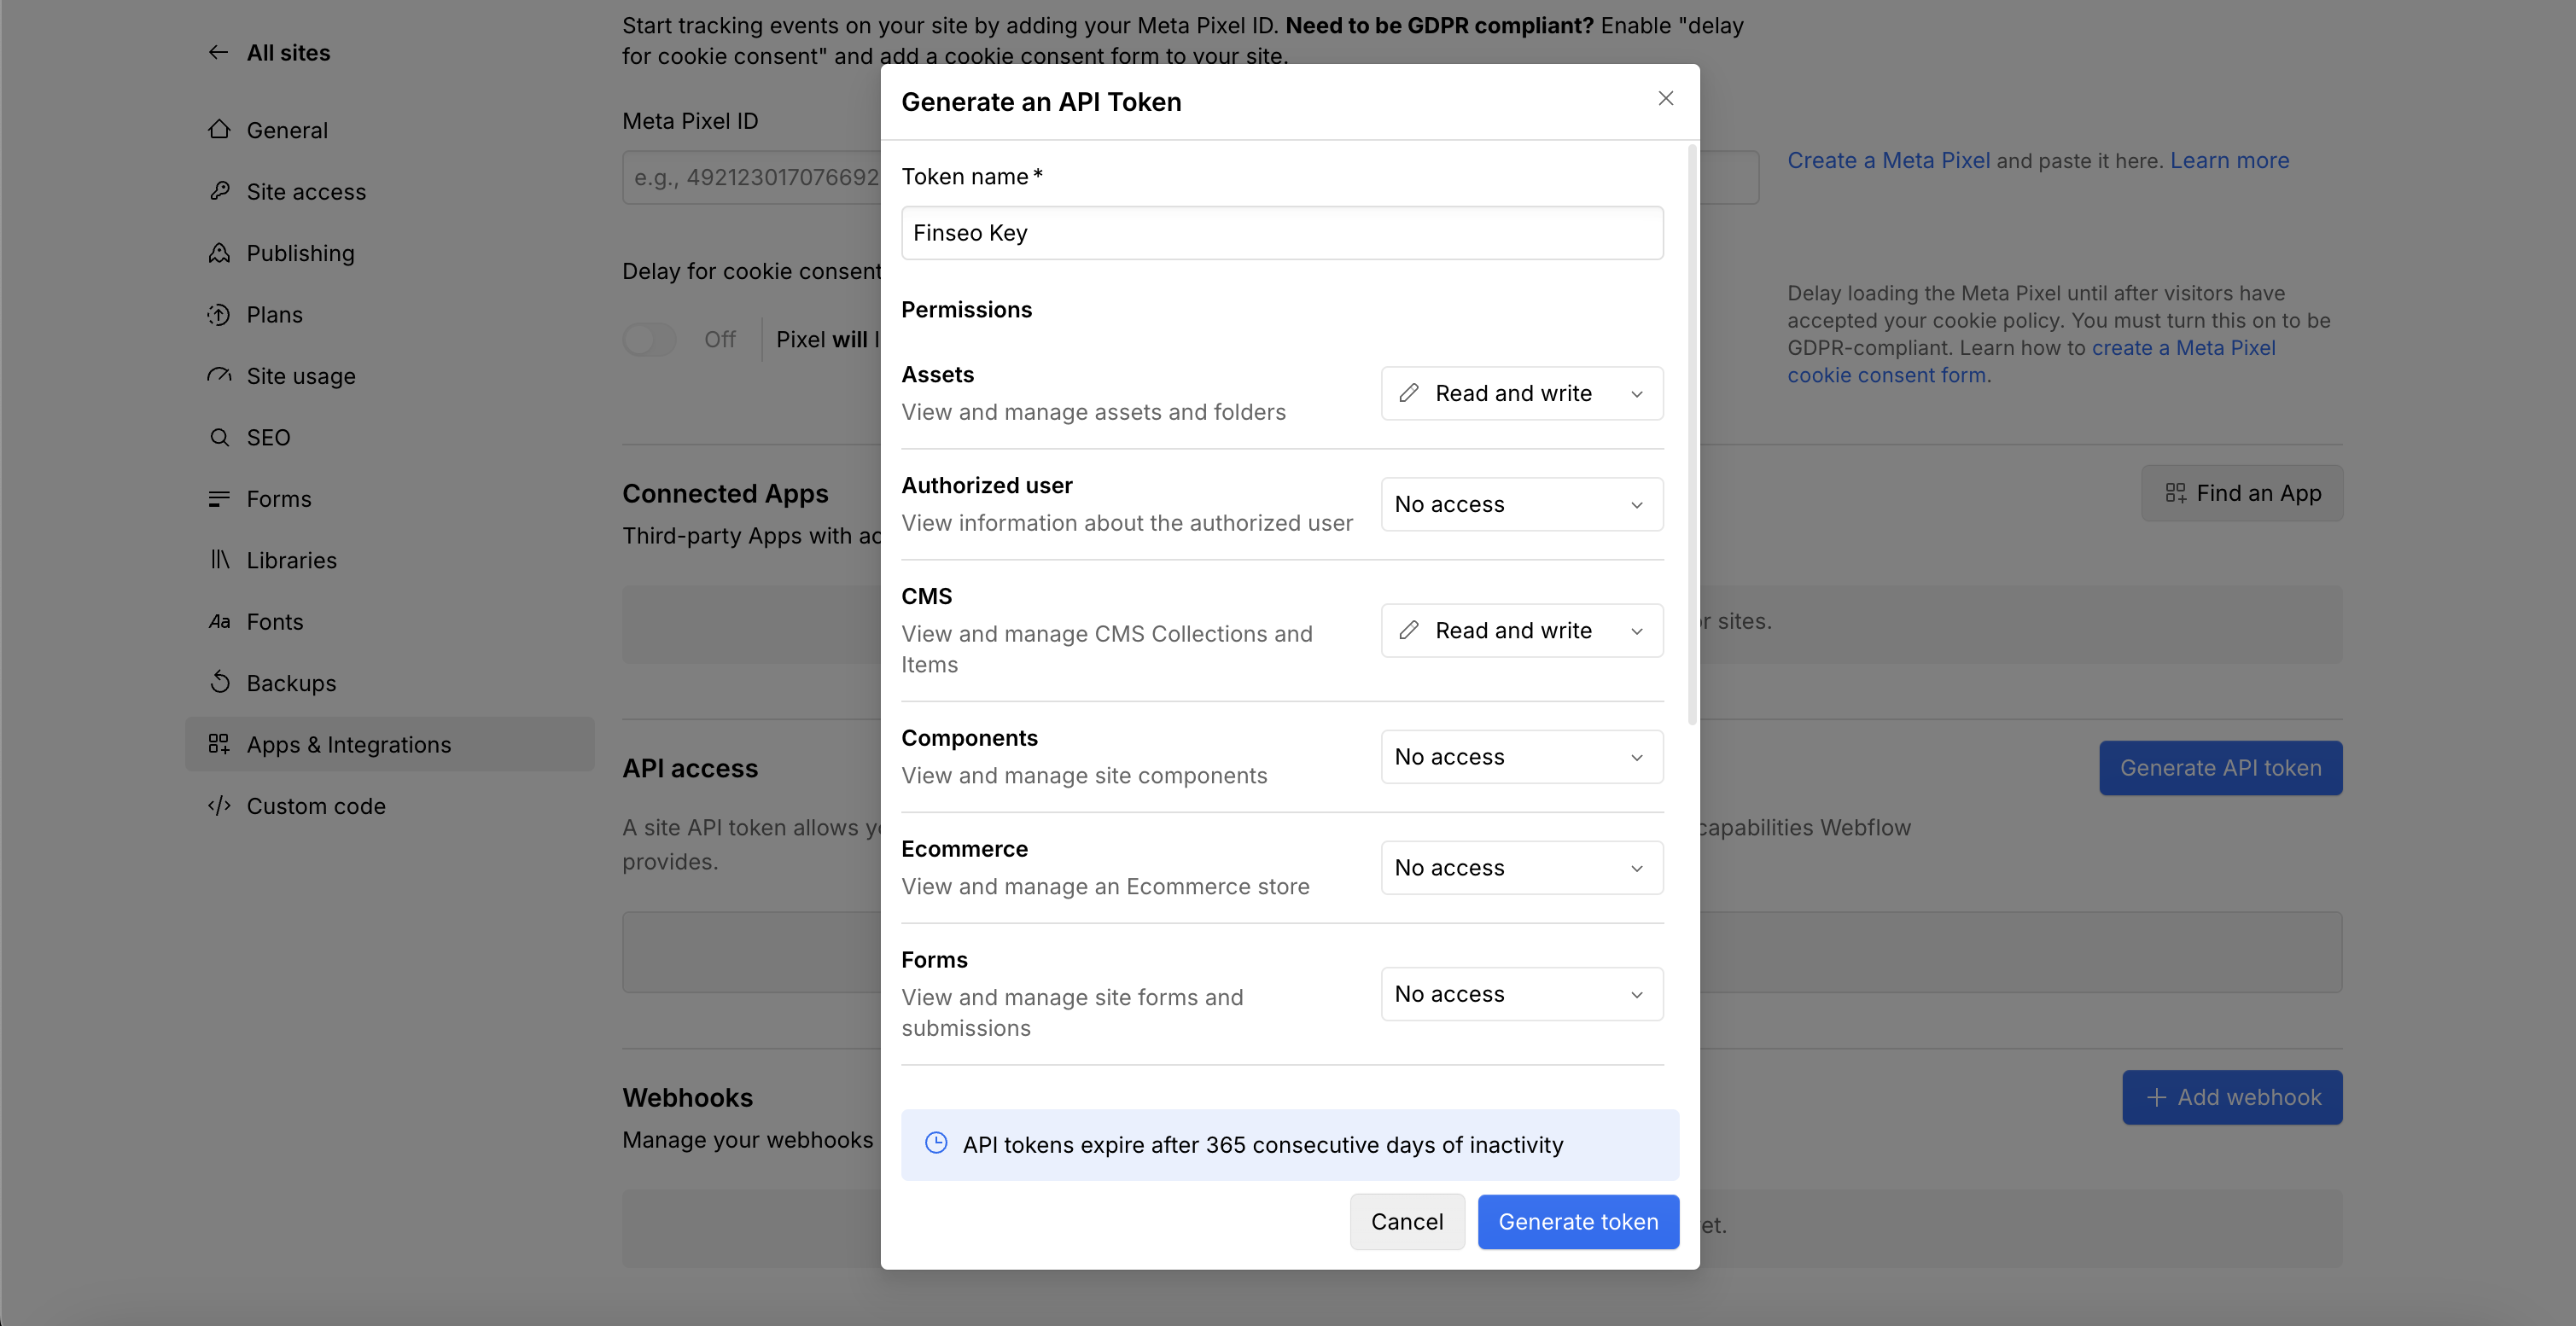 All sites
General
Site access
Publishing
Plans
Site usage
SEO
Forms
Libraries
Aa Fonts
Backups
Apps & Integrations
Custom code
Start tracking events on your site by adding your Meta Pixel ID. Need to be GDPR compliant? Enable "delay
for cookie consent" and add a cookie consent form to your site.
Meta Pixel ID
e.g., 492123017076692
Create a Meta Pixel and paste it here. Learn more
Delay for cookie consent
Off
Pixel will
Delay loading the Meta Pixel until after visitors have
accepted your cookie policy. You must turn this on to be
GDPR-compliant. Learn how to create a Meta Pixel
cookie consent form.
Connected Apps
Find an App
Third-party Apps with
sites.
API access
Generate API token
A site API token allows
capabilities Webflow
provides.
Webhooks
Add webhook
Manage your webhooks
Generate an API Token
Token name*
Finseo Key
Permissions
Assets
View and manage assets and folders
Read and write
Authorized user
View information about the authorized user
No access
CMS
View and manage CMS Collections and
Items
Read and write
Components
View and manage site components
No access
Ecommerce
View and manage an Ecommerce store
No access
Forms
View and manage site forms and
submissions
No access
API tokens expire after 365 consecutive days of inactivity
Cancel
Generate token